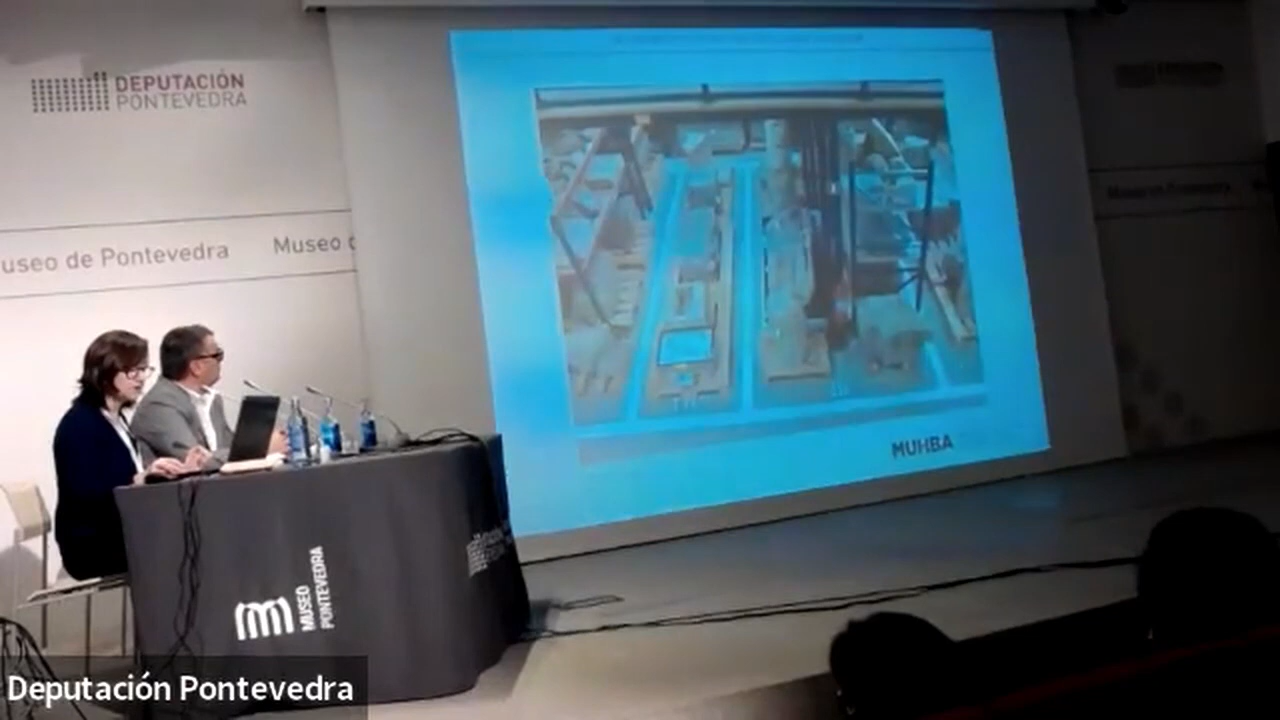 DEPUTACIÓN
PONTEVEDRA
useo de Pontevedra
Museo d
MUHBA
MUSEO
PONTEVEDRA
Deputación Pontevedra